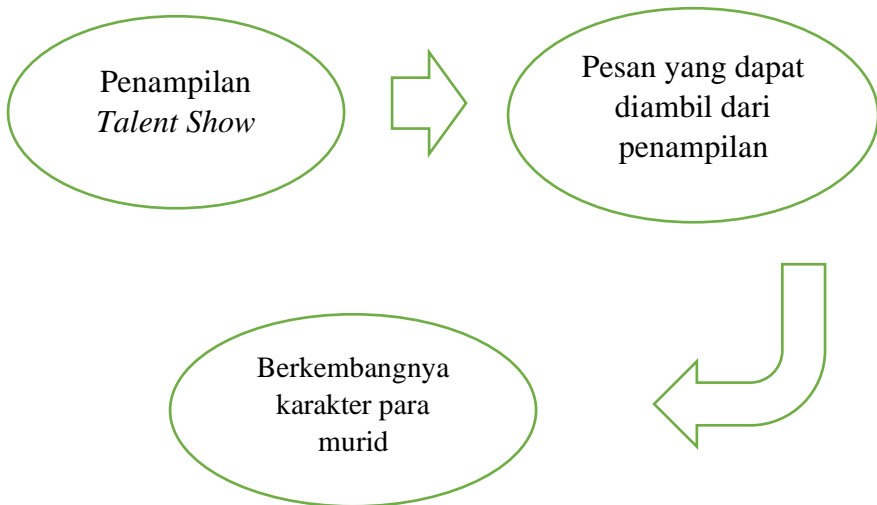 Penampilan
Talent Show
Pesan yang dapat
diambil dari
penampilan
Berkembangnya
karakter para
murid